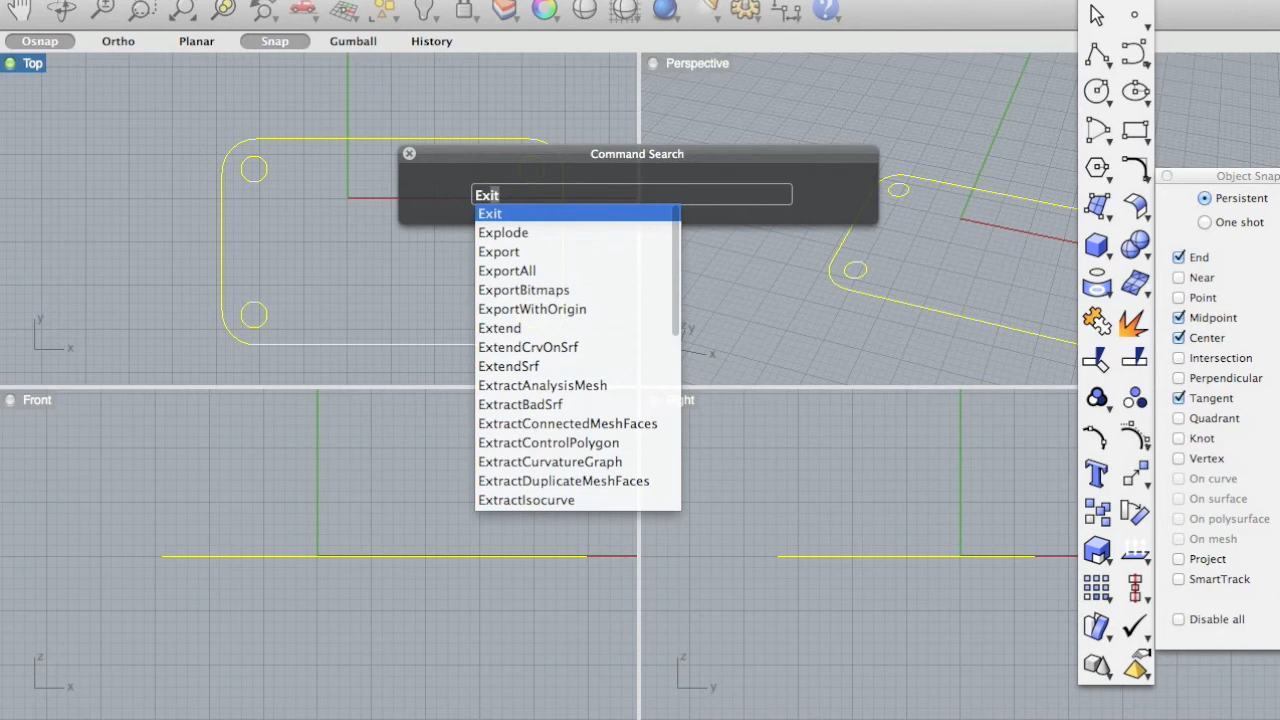 Osnap Ortho Planar Snap Gumball History
Top
Perspective
Command Search
Exit
Exit
Explode
Export
ExportAll
ExportBitmaps
ExportWithOrigin
Extend
ExtendCrvOnSrf
ExtendSrf
ExtractAnalysisMesh
ExtractBadSrf
ExtractConnectedMeshFaces
ExtractControlPolygon
ExtractCurvatureGraph
ExtractDuplicateMeshFaces
ExtractIsocurve
y
x
y
x
Front
Right
z
x
z
y
Object Snap
Persistent
One shot
End
Near
Point
Midpoint
Center
Intersection
Perpendicular
Tangent
Quadrant
Knot
Vertex
On curve
On surface
On polysurface
On mesh
Project
SmartTrack
Disable all